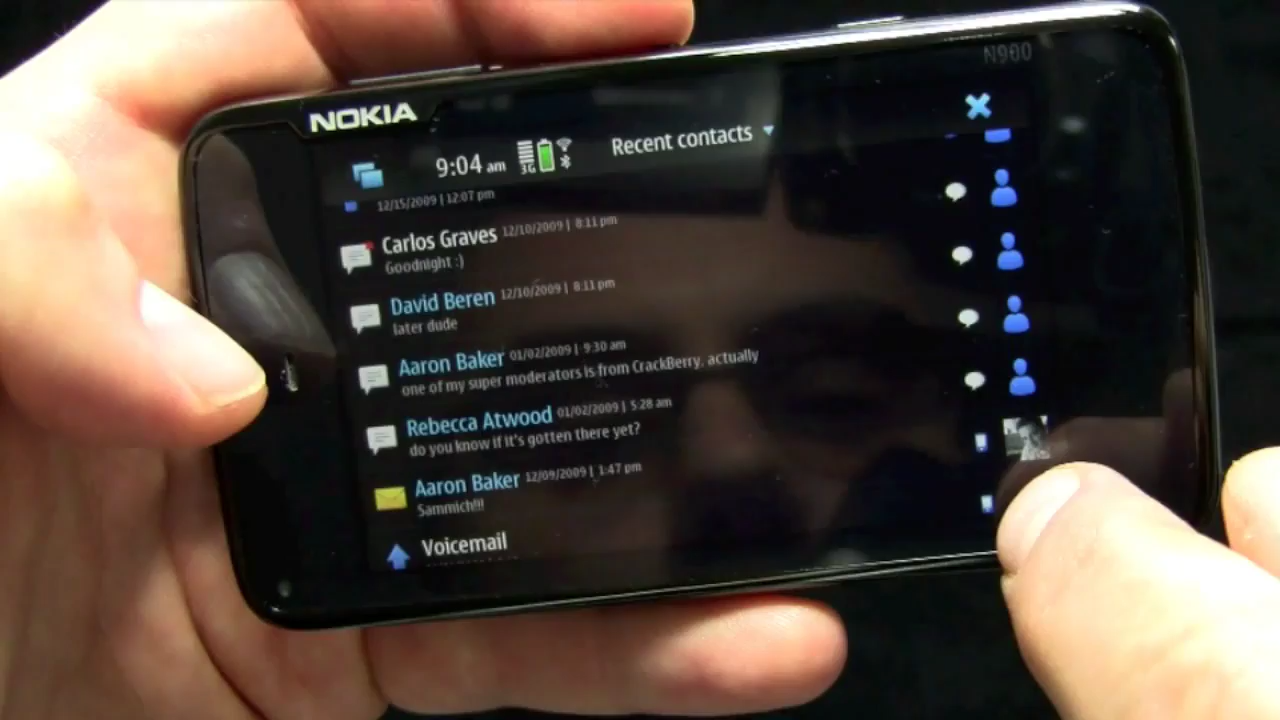 N900
NOKIA
9:04 am
3G
Recent contacts
12/15/2009 | 12:07 pm
Carlos Graves 12/10/2009 | 8:11 pm
Goodnight :)
David Beren 12/10/2009 | 8:11 pm
later dude
Aaron Baker 01/02/2009 | 9:30 am
one of my super moderators is from CrackBerry, actually
Rebecca Atwood 01/02/2009 | 5:28 am
do you know if it's gotten there yet?
Aaron Baker 12/09/2009 | 1:47 pm
Sammich!!!
Voicemail